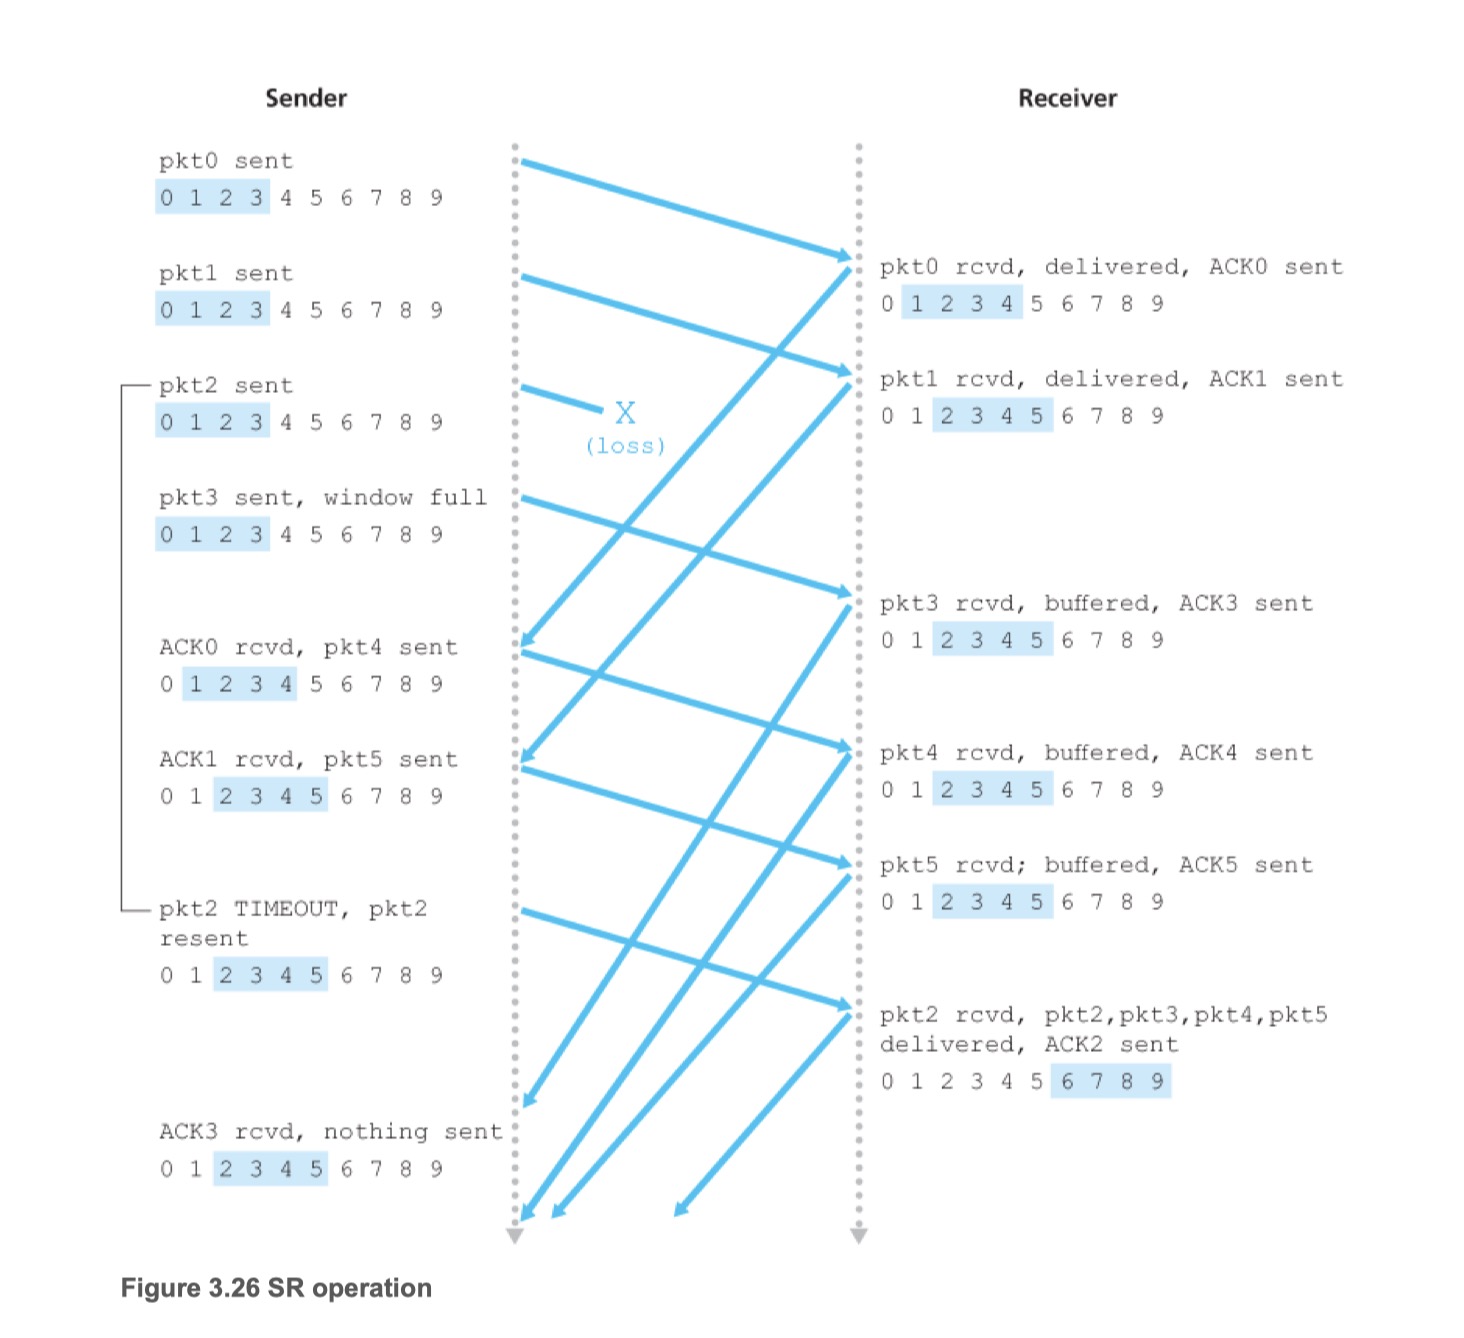 Sender
Receiver
pkt0 sent
0 1 2 3 4 5 6 7 8 9
pkt0 rcvd, delivered, ACK0 sent
0 1 2 3 4 5 6 7 8 9
pkt1 sent
0 1 2 3 4 5 6 7 8 9
pkt1 rcvd, delivered, ACK1 sent
0 1 2 3 4 5 6 7 8 9
pkt2 sent
0 1 2 3 4 5 6 7 8 9
X
(loss)
pkt3 sent, window full
0 1 2 3 4 5 6 7 8 9
pkt3 rcvd, buffered, ACK3 sent
0 1 2 3 4 5 6 7 8 9
ACK0 rcvd, pkt4 sent
0 1 2 3 4 5 6 7 8 9
pkt4 rcvd, buffered, ACK4 sent
0 1 2 3 4 5 6 7 8 9
ACK1 rcvd, pkt5 sent
0 1 2 3 4 5 6 7 8 9
pkt5 rcvd; buffered, ACK5 sent
0 1 2 3 4 5 6 7 8 9
pkt2 TIMEOUT, pkt2
resent
0 1 2 3 4 5 6 7 8 9
pkt2 rcvd, pkt2,pkt3,pkt4,pkt5
delivered, ACK2 sent
0 1 2 3 4 5 6 7 8 9
ACK3 rcvd, nothing sent
0 1 2 3 4 5 6 7 8 9
Figure 3.26 SR operation